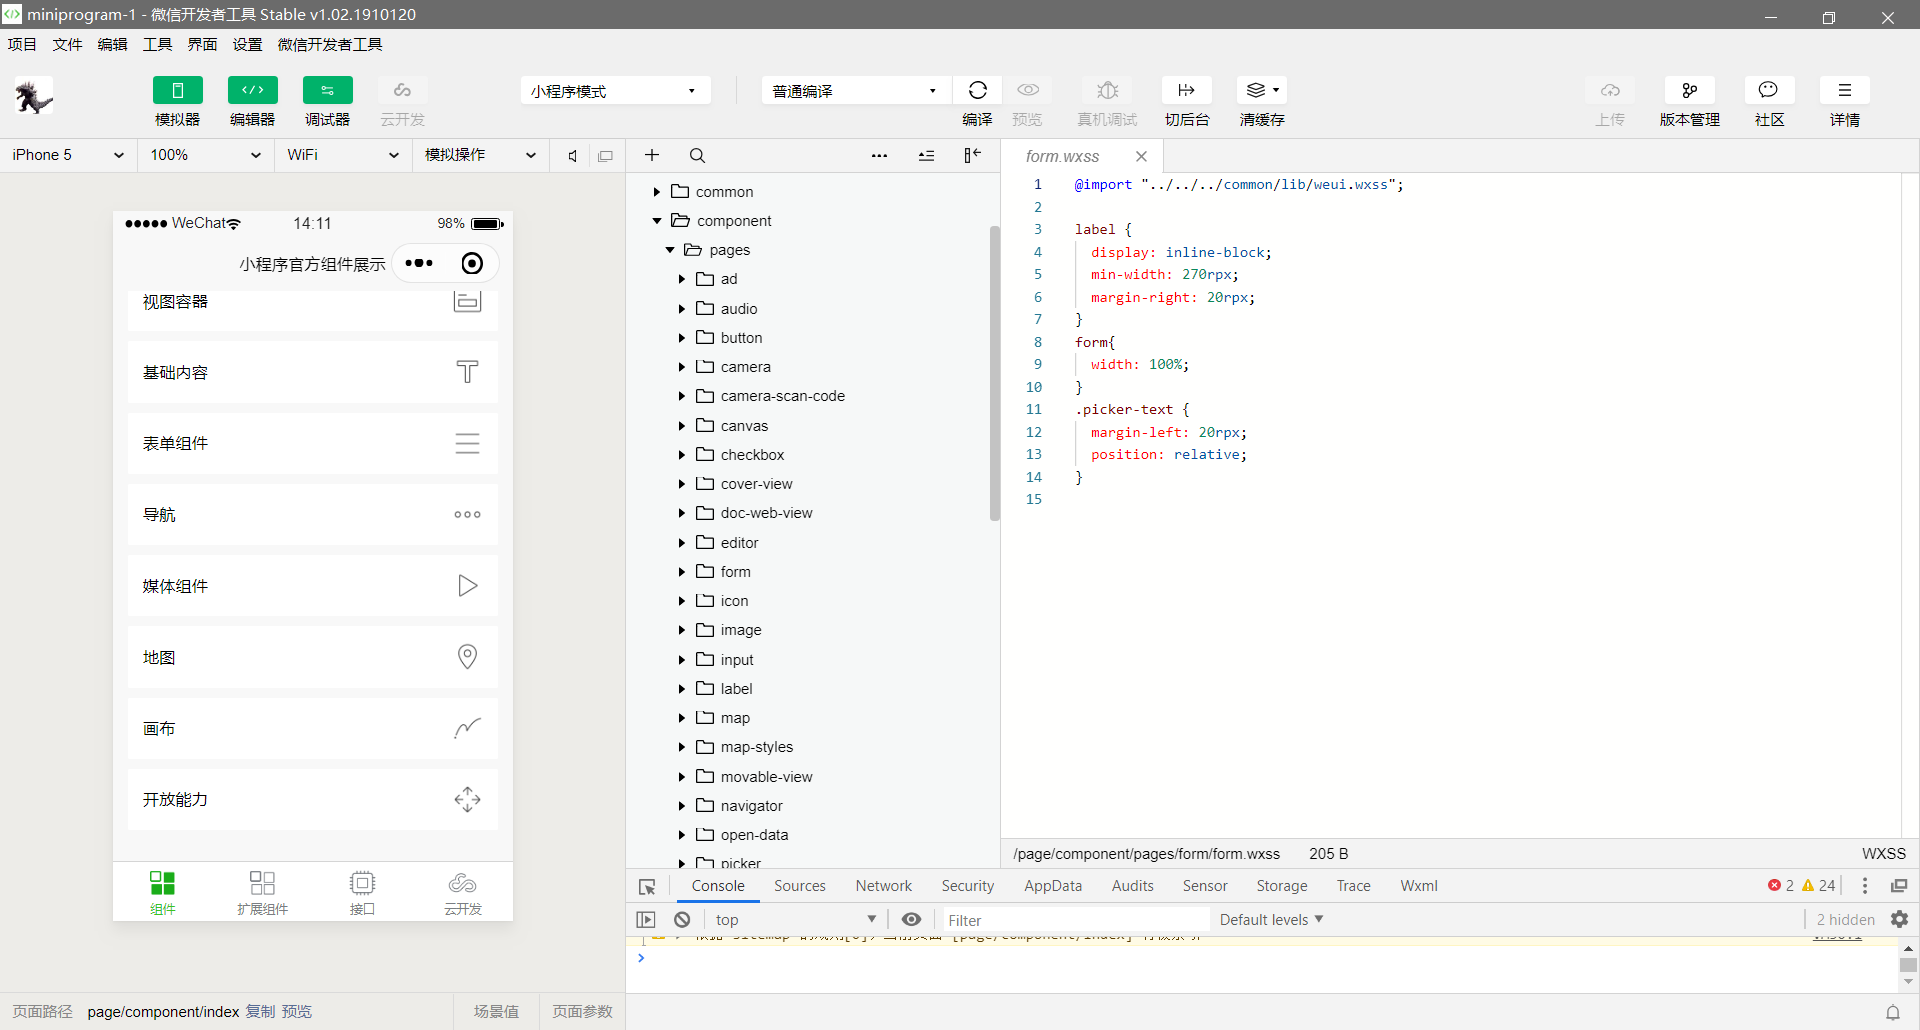 miniprogram-1 - 微信开发者工具 Stable v1.02.1910120
项目 文件 编辑 工具 界面 设置 微信开发者工具
模拟器 编辑器 调试器 云开发
小程序模式
普通编译
编译 预览 真机调试 切后台 清缓存
上传 版本管理 社区 详情
iPhone 5 100% WiFi 模拟操作
WeChat 14:11 98%
小程序官方组件展示
视图容器
基础内容
表单组件
导航
媒体组件
地图
画布
开放能力
组件 扩展组件 接口 云开发
页面路径 page/component/index 复制 预览 场景值 页面参数
common
component
pages
ad
audio
button
camera
camera-scan-code
canvas
checkbox
cover-view
doc-web-view
editor
form
icon
image
input
label
map
map-styles
movable-view
navigator
open-data
picker
form.wxss
1 @import "../../../common/lib/weui.wxss";
2
3 label {
4 display: inline-block;
5 min-width: 270rpx;
6 margin-right: 20rpx;
7 }
8 form{
9 width: 100%;
10 }
11 .picker-text {
12 margin-left: 20rpx;
13 position: relative;
14 }
15
/page/component/pages/form/form.wxss 205 B WXSS
Console Sources Network Security AppData Audits Sensor Storage Trace Wxml 2 24
top Filter Default levels 2 hidden
[page/component/index]